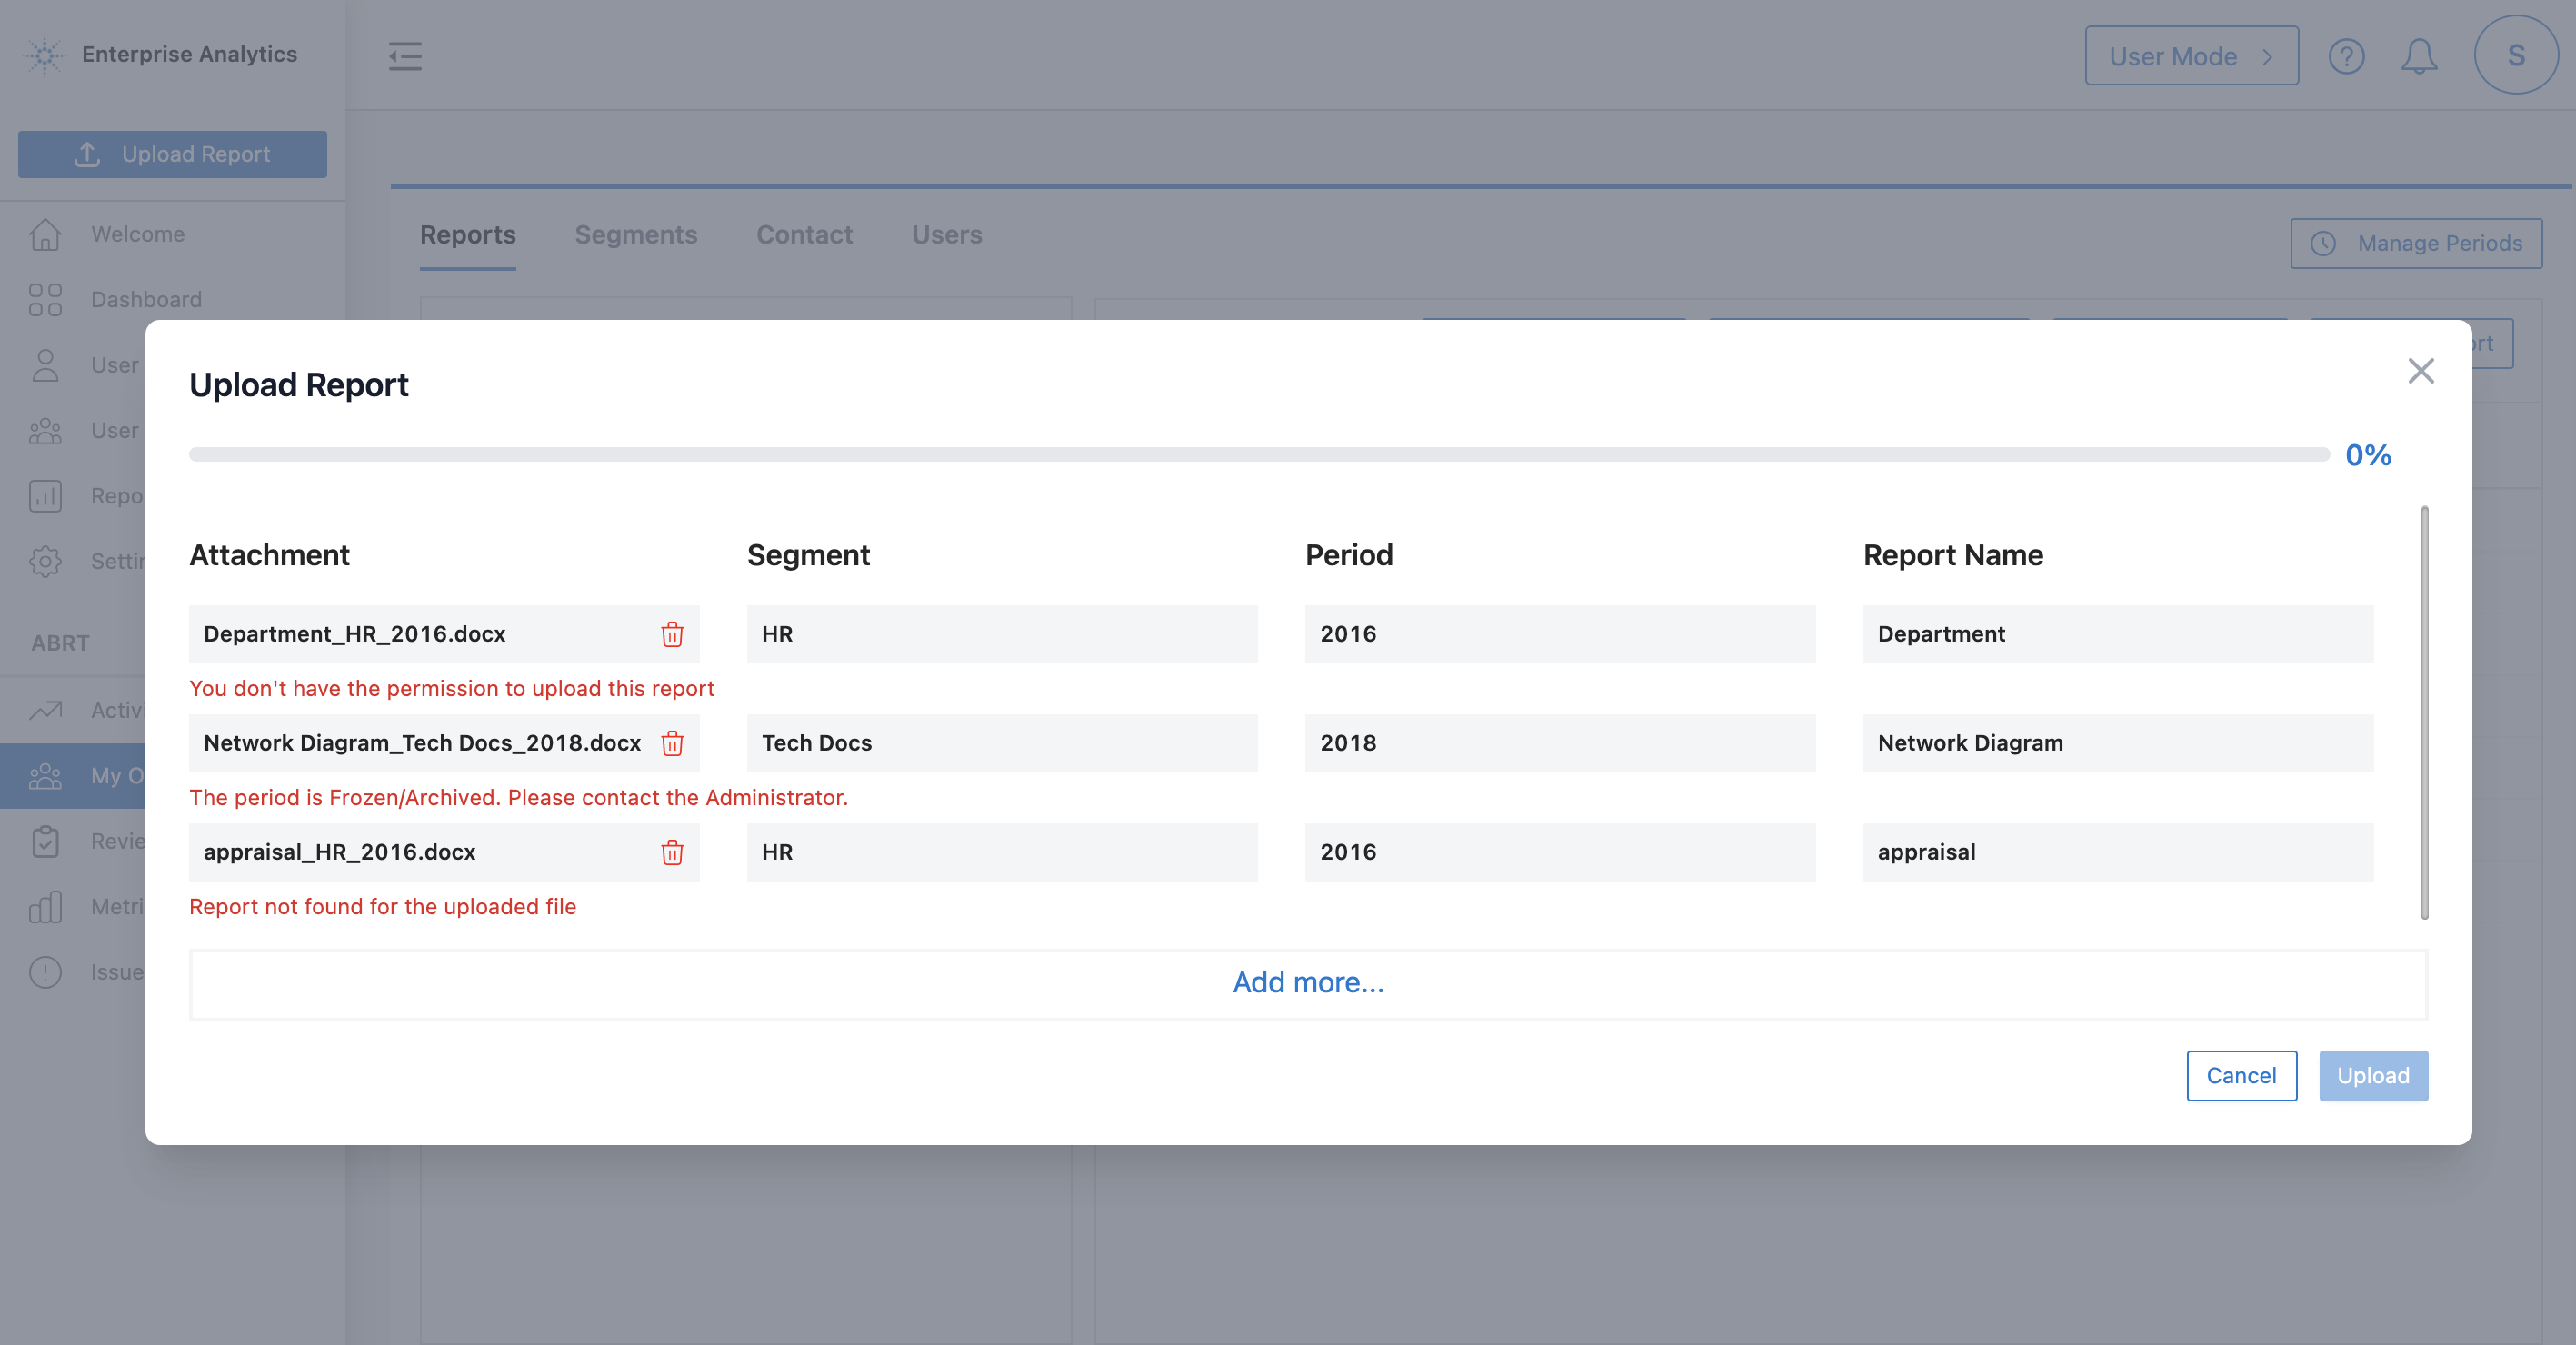 Enterprise Analytics
User Mode
S
Upload Report
Welcome
Dashboard
User
User
Repo
Settin
ABRT
Activi
My O
Revie
Metri
Issue
Reports Segments Contact Users
Manage Periods
ort
Upload Report
0%
Attachment Segment Period Report Name
Department_HR_2016.docx HR 2016 Department
You don't have the permission to upload this report
Network Diagram_Tech Docs_2018.docx Tech Docs 2018 Network Diagram
The period is Frozen/Archived. Please contact the Administrator.
appraisal_HR_2016.docx HR 2016 appraisal
Report not found for the uploaded file
Add more...
Cancel Upload